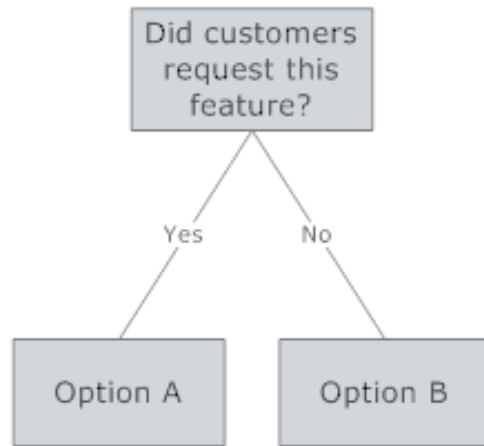 Did customers
request this
feature?
Yes
No
Option A
Option B